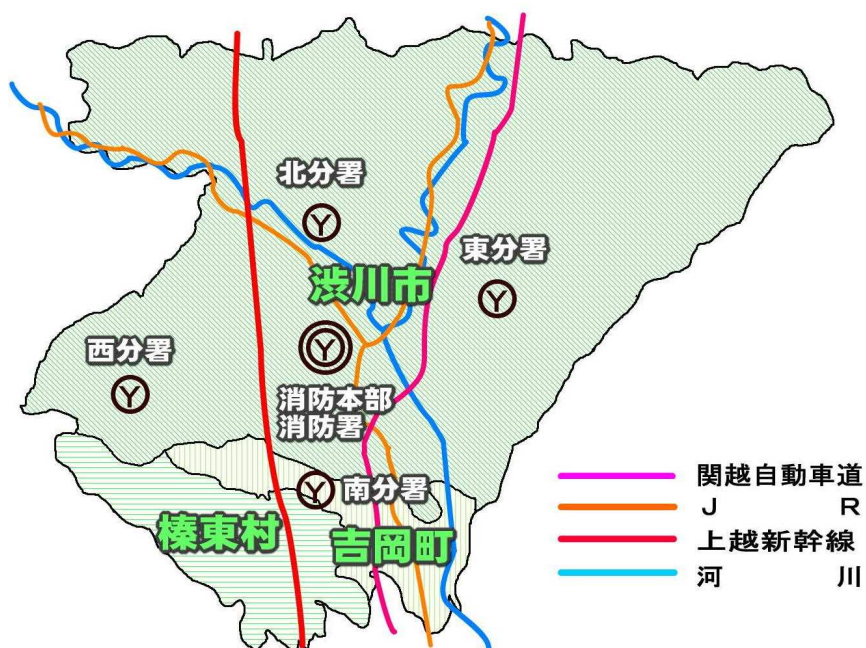 北分署
東分署
渋川市
西分署
消防本部
消防署
南分署
榛東村
吉岡町
関越自動車道
J R
上越新幹線
河 川